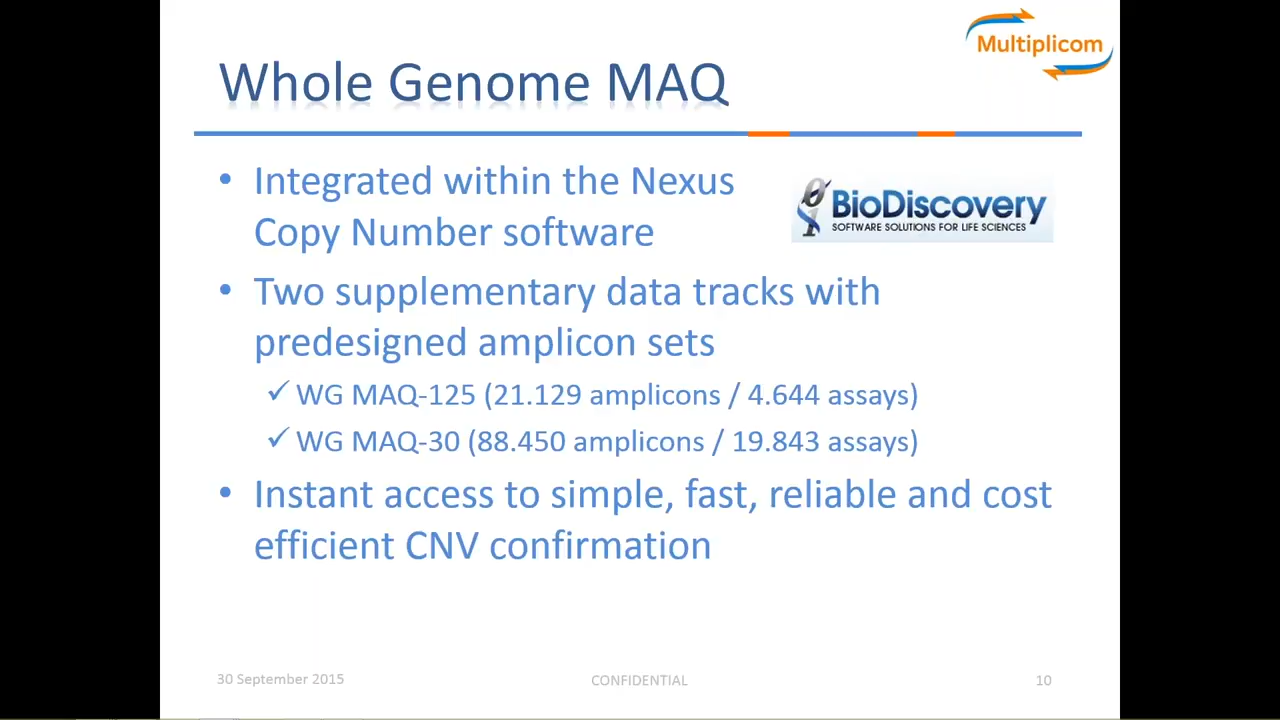 Multiplicom
Whole Genome MAQ
• Integrated within the Nexus
Copy Number software
BioDiscovery
SOFTWARE SOLUTIONS FOR LIFE SCIENCES
• Two supplementary data tracks with
predesigned amplicon sets
✓ WG MAQ-125 (21.129 amplicons / 4.644 assays)
✓ WG MAQ-30 (88.450 amplicons / 19.843 assays)
• Instant access to simple, fast, reliable and cost
efficient CNV confirmation
30 September 2015
CONFIDENTIAL
10